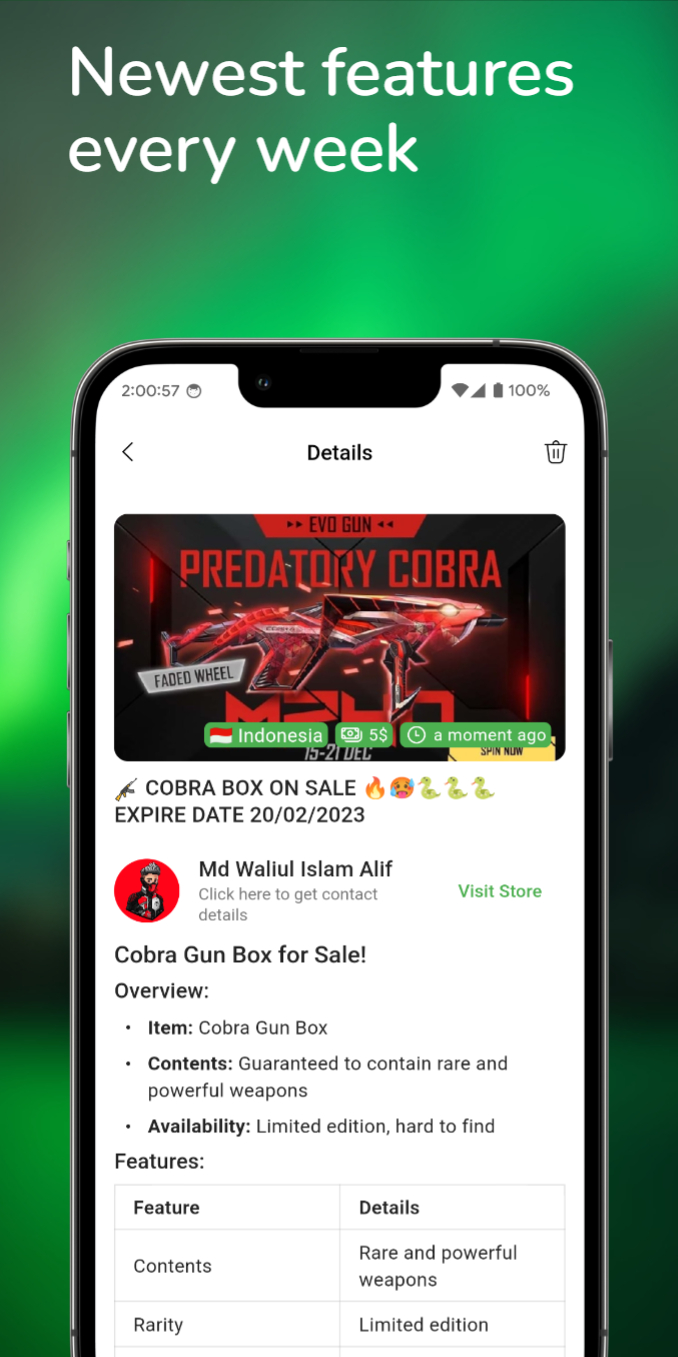 Newest features
every week
2:00:57
100%
Details
EVO GUN
PREDATORY COBRA
FADED WHEEL
Indonesia
5$
a moment ago
15-21 DEC
SPIN NOW
COBRA BOX ON SALE 🔥🥵🐍🐍🐍
EXPIRE DATE 20/02/2023
Md Waliul Islam Alif
Click here to get contact
details
Visit Store
Cobra Gun Box for Sale!
Overview:
• Item: Cobra Gun Box
• Contents: Guaranteed to contain rare and
powerful weapons
• Availability: Limited edition, hard to find
Features:
Feature
Details
Contents
Rare and powerful
weapons
Rarity
Limited edition